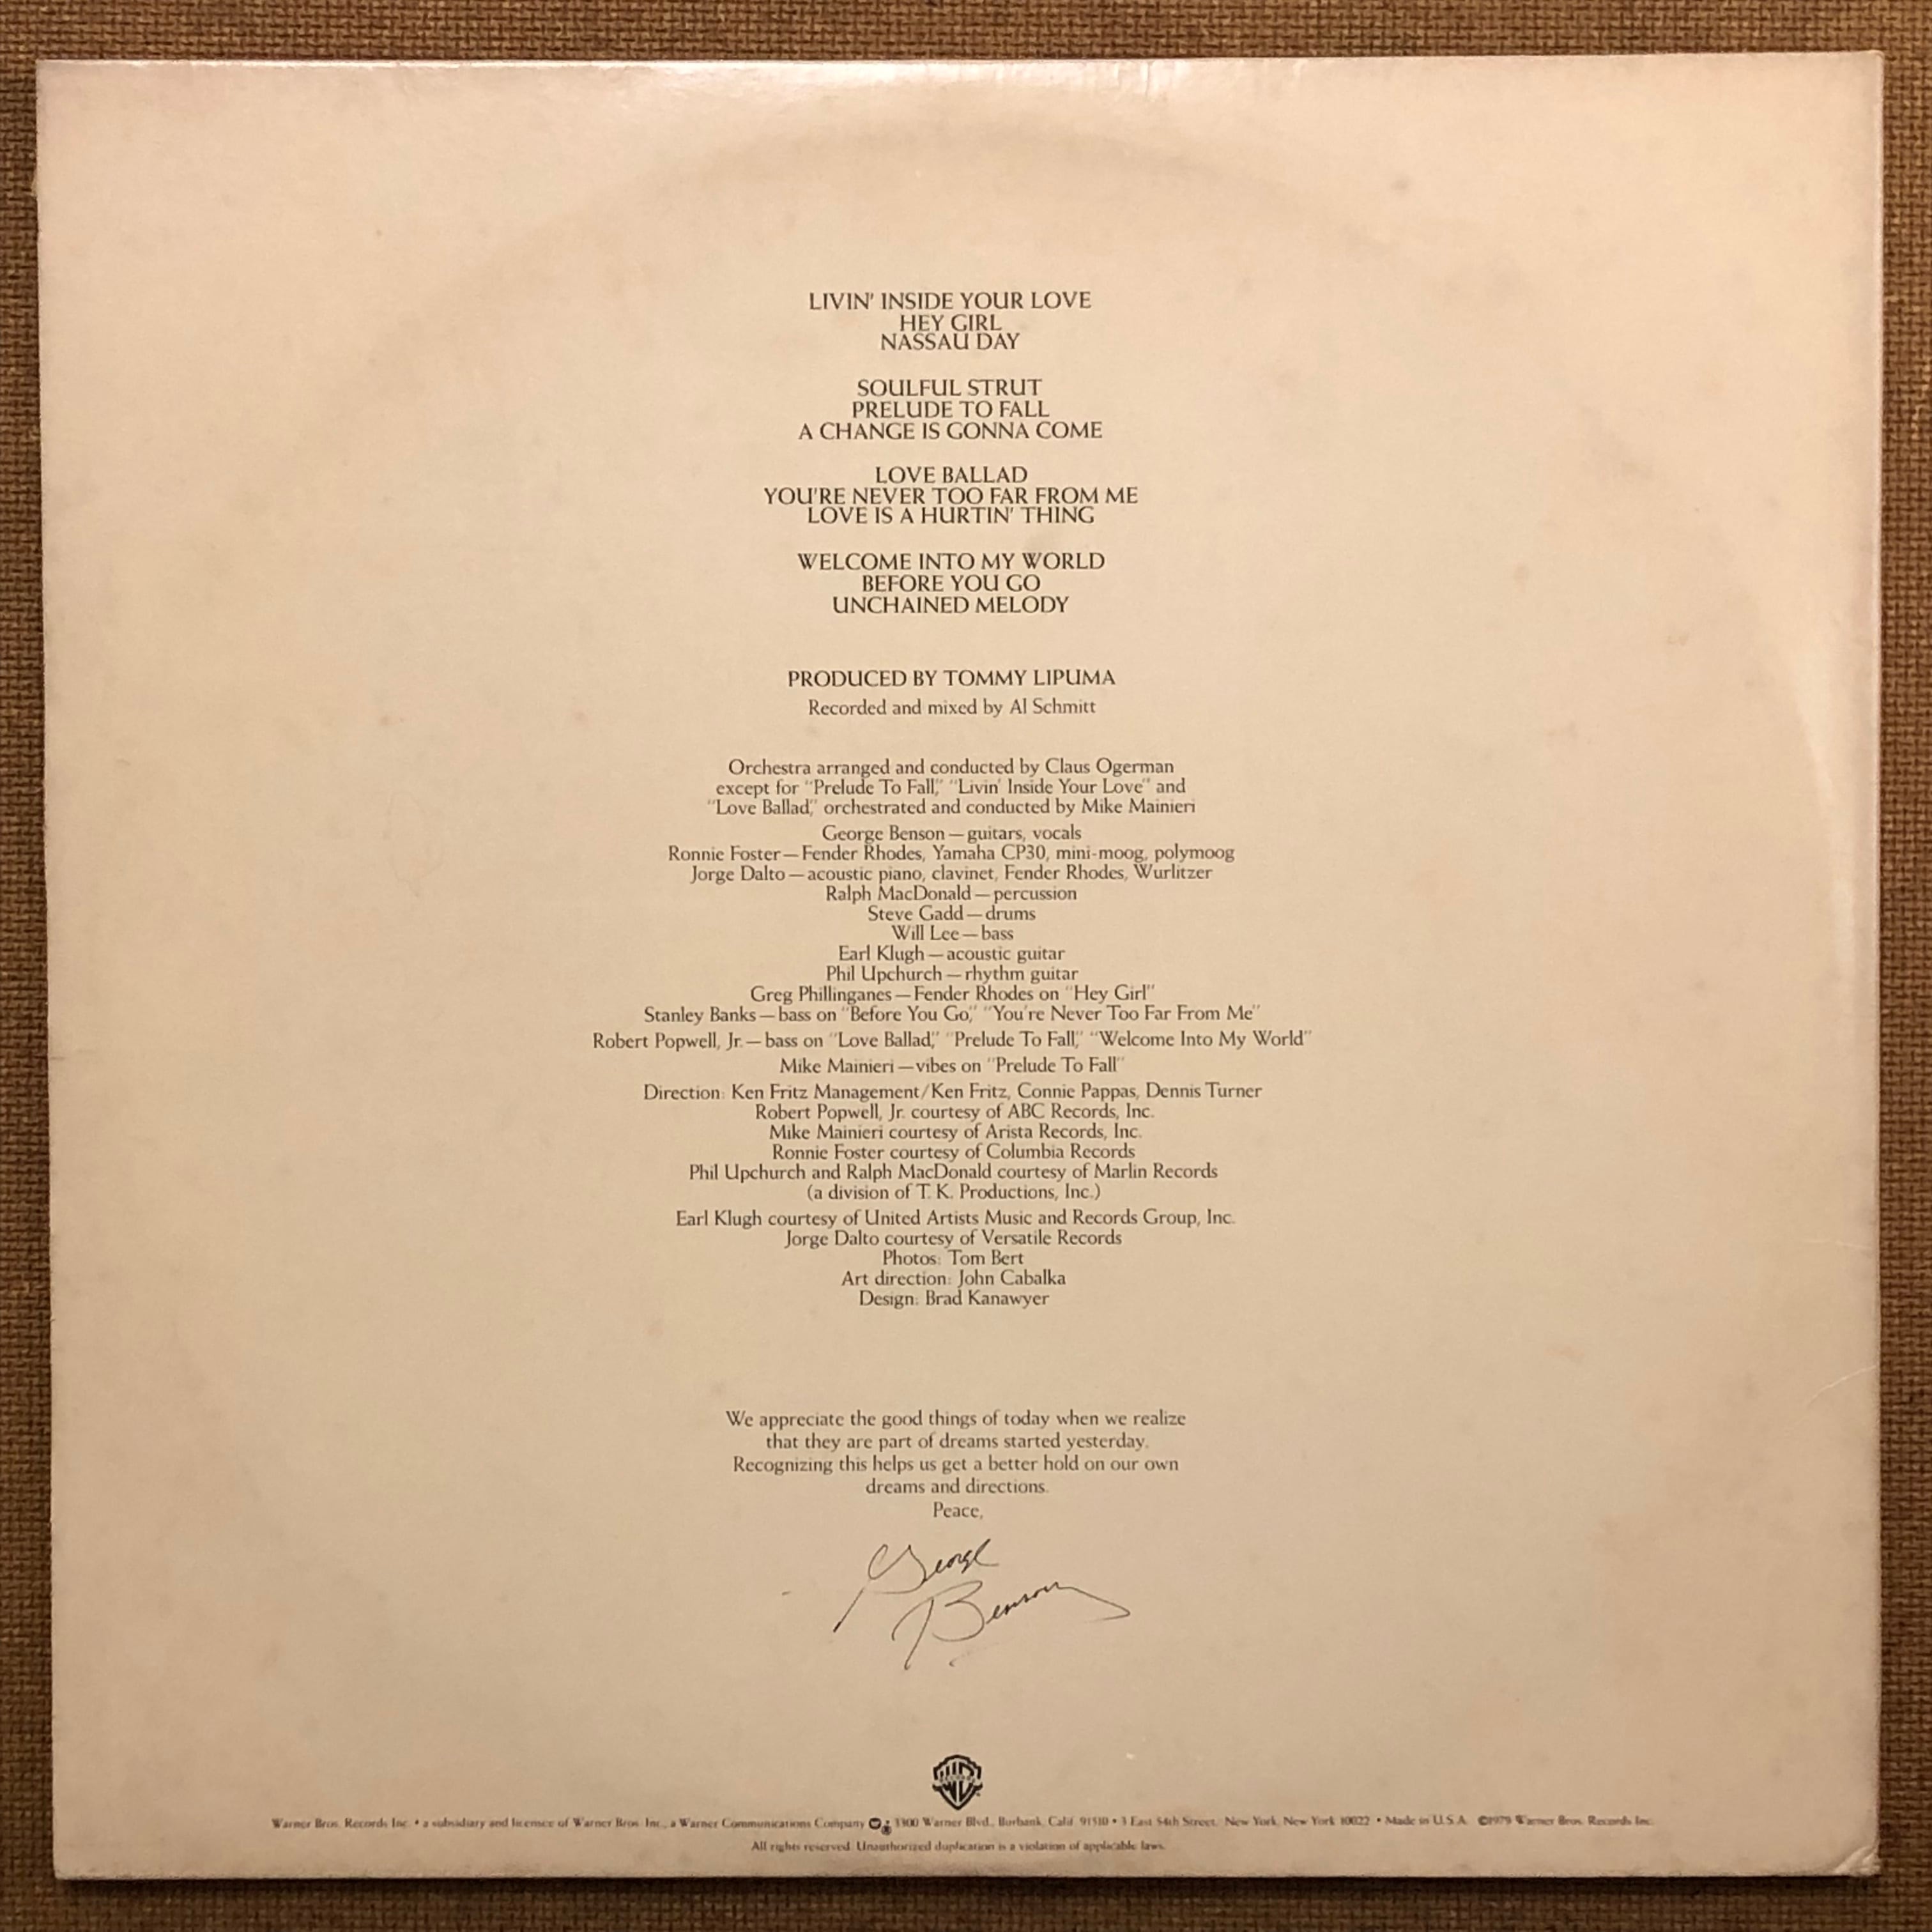 LIVIN' INSIDE YOUR LOVE
HEY GIRL
NASSAU DAY
SOULFUL STRUT
PRELUDE TO FALL
A CHANGE IS GONNA COME
LOVE BALLAD
YOU'RE NEVER TOO FAR FROM ME
LOVE IS A HURTIN' THING
WELCOME INTO MY WORLD
BEFORE YOU GO
UNCHAINED MELODY
PRODUCED BY TOMMY LIPUMA
Recorded and mixed by Al Schmitt
Orchestra arranged and conducted by Claus Ogerman
except for "Prelude To Fall," "Livin' Inside Your Love" and
"Love Ballad," orchestrated and conducted by Mike Mainieri
George Benson—guitars, vocals
Ronnie Foster—Fender Rhodes, Yamaha CP30, mini-moog, polymoog
Jorge Dalto—acoustic piano, clavinet, Fender Rhodes, Wurlitzer
Ralph MacDonald—percussion
Steve Gadd—drums
Will Lee—bass
Earl Klugh—acoustic guitar
Phil Upchurch—rhythm guitar
Greg Phillinganes—Fender Rhodes on "Hey Girl"
Stanley Banks—bass on "Before You Go," "You're Never Too Far From Me"
Robert Popwell, Jr.—bass on "Love Ballad," "Prelude To Fall," "Welcome Into My World"
Mike Mainieri—vibes on "Prelude To Fall"
Direction: Ken Fritz Management/Ken Fritz, Connie Pappas, Dennis Turner
Robert Popwell, Jr. courtesy of ABC Records, Inc.
Mike Mainieri courtesy of Arista Records, Inc.
Ronnie Foster courtesy of Columbia Records
Phil Upchurch and Ralph MacDonald courtesy of Marlin Records
(a division of T. K. Productions, Inc.)
Earl Klugh courtesy of United Artists Music and Records Group, Inc.
Jorge Dalto courtesy of Versatile Records
Photos: Tom Bert
Art direction: John Cabalka
Design: Brad Kanawyer
We appreciate the good things of today when we realize
that they are part of dreams started yesterday.
Recognizing this helps us get a better hold on our own
dreams and directions.
Peace,
George
Benson
Warner Bros. Records Inc. • a subsidiary and licensee of Warner Bros. Inc., a Warner Communications Company 3300 Warner Blvd., Burbank, Calif. 91510 • 3 East 54th Street, New York, New York 10022 • Made in U.S.A. ©1979 Warner Bros. Records Inc.
All rights reserved. Unauthorized duplication is a violation of applicable laws.